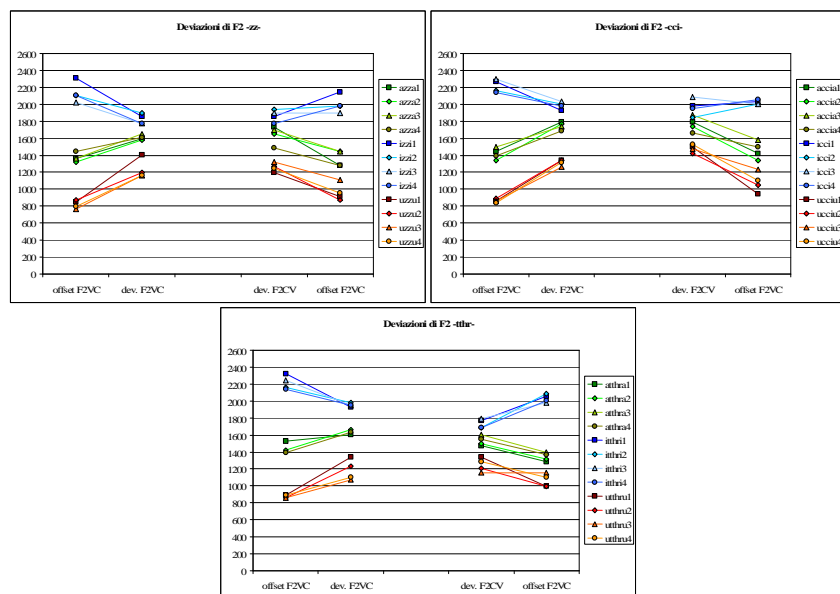 Deviazioni di F2 -zz-
2600
2400
2200
2000
1800
1600
1400
1200
1000
800
600
400
200
0
offset F2VC dev. F2VC dev. F2CV offset F2VC
azza1
azza2
azza3
azza4
izzi1
izzi2
izzi3
izzi4
uzzu1
uzzu2
uzzu3
uzzu4
Deviazioni di F2 -cci-
2600
2400
2200
2000
1800
1600
1400
1200
1000
800
600
400
200
0
offset F2VC dev. F2VC dev. F2CV offset F2VC
accia1
accia2
accia3
accia4
icci1
icci2
icci3
icci4
ucciu1
ucciu2
ucciu3
ucciu4
Deviazioni di F2 -tthr-
2600
2400
2200
2000
1800
1600
1400
1200
1000
800
600
400
200
0
offset F2VC dev. F2VC dev. F2CV offset F2VC
atthra1
atthra2
atthra3
atthra4
itthri1
itthri2
itthri3
itthri4
utthru1
utthru2
utthru3
utthru4